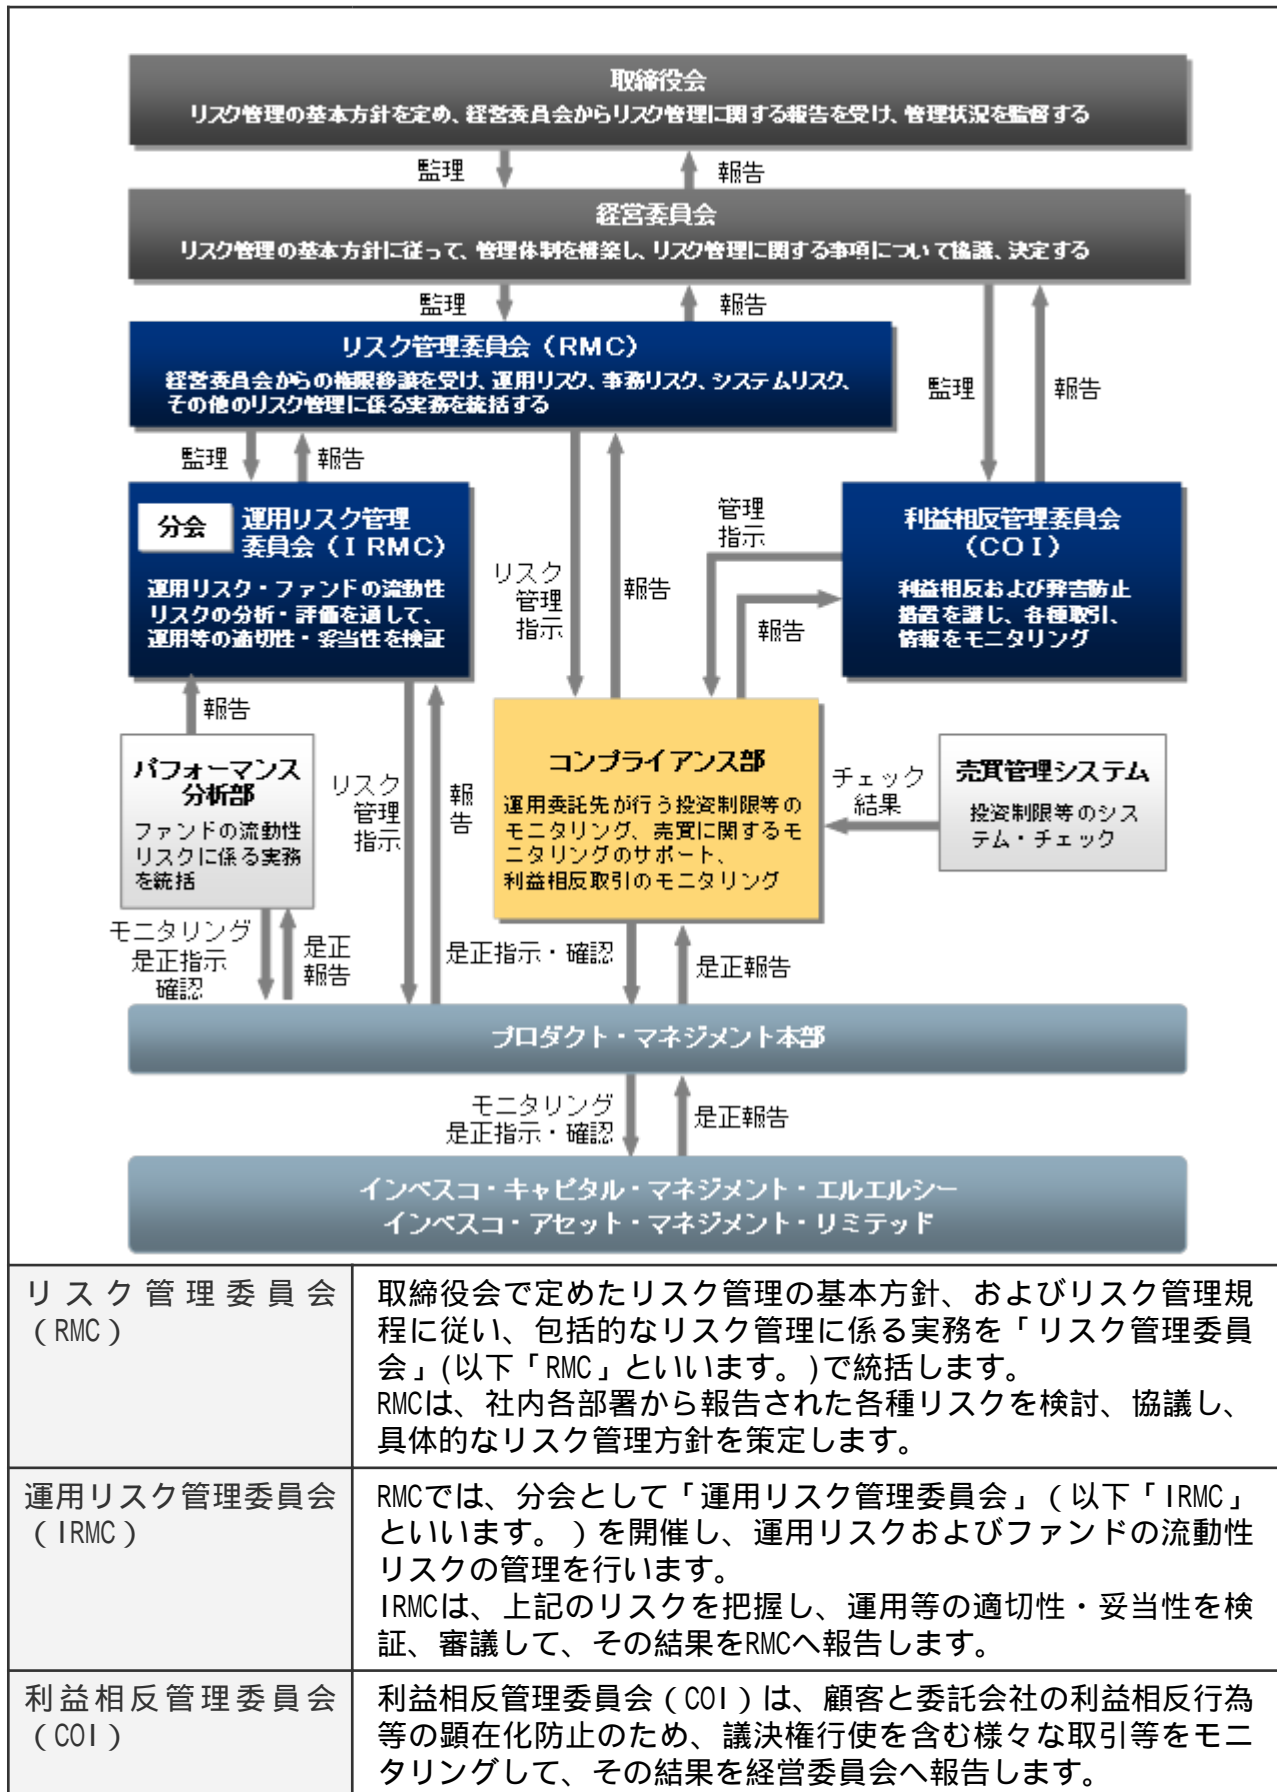 取締役会
リスク管理の基本方針を定め、経営委員会からリスク管理に関する報告を受け、管理状況を監督する
監理
報告
経営委員会
リスク管理の基本方針に従って、管理体制を構築し、リスク管理に関する事項について協議、決定する
監理
報告
リスク管理委員会（RMC）
経営委員会からの権限移譲を受け、運用リスク、事務リスク、システムリスク、
その他のリスク管理に係る実務を統括する
監理
報告
監理
報告
分会
運用リスク管理
委員会（IRMC）
運用リスク・ファンドの流動性
リスクの分析・評価を通して、
運用等の適切性・妥当性を検証
リスク
管理
指示
報告
管理
指示
報告
利益相反管理委員会
（COI）
利益相反および弊害防止
措置を講じ、各種取引、
情報をモニタリング
報告
パフォーマンス
分析部
ファンドの流動性
リスクに係る実務
を統括
リスク
管理
指示
報
告
コンプライアンス部
運用委託先が行う投資制限等の
モニタリング、売買に関するモ
ニタリングのサポート、
利益相反取引のモニタリング
チェック
結果
売買管理システム
投資制限等のシス
テム・チェック
モニタリング
是正指示
確認
是正
報告
是正指示・確認
是正報告
プロダクト・マネジメント本部
モニタリング
是正指示・確認
是正報告
インベスコ・キャピタル・マネジメント・エルエルシー
インベスコ・アセット・マネジメント・リミテッド
リスク管理委員会
（RMC）
取締役会で定めたリスク管理の基本方針、およびリスク管理規
程に従い、包括的なリスク管理に係る実務を「リスク管理委員
会」(以下「RMC」といいます。)で統括します。
RMCは、社内各部署から報告された各種リスクを検討、協議し、
具体的なリスク管理方針を策定します。
運用リスク管理委員会
（IRMC）
RMCでは、分会として「運用リスク管理委員会」（以下「IRMC」
といいます。）を開催し、運用リスクおよびファンドの流動性
リスクの管理を行います。
IRMCは、上記のリスクを把握し、運用等の適切性・妥当性を検
証、審議して、その結果をRMCへ報告します。
利益相反管理委員会
（COI）
利益相反管理委員会（COI）は、顧客と委託会社の利益相反行為
等の顕在化防止のため、議決権行使を含む様々な取引等をモニ
タリングして、その結果を経営委員会へ報告します。